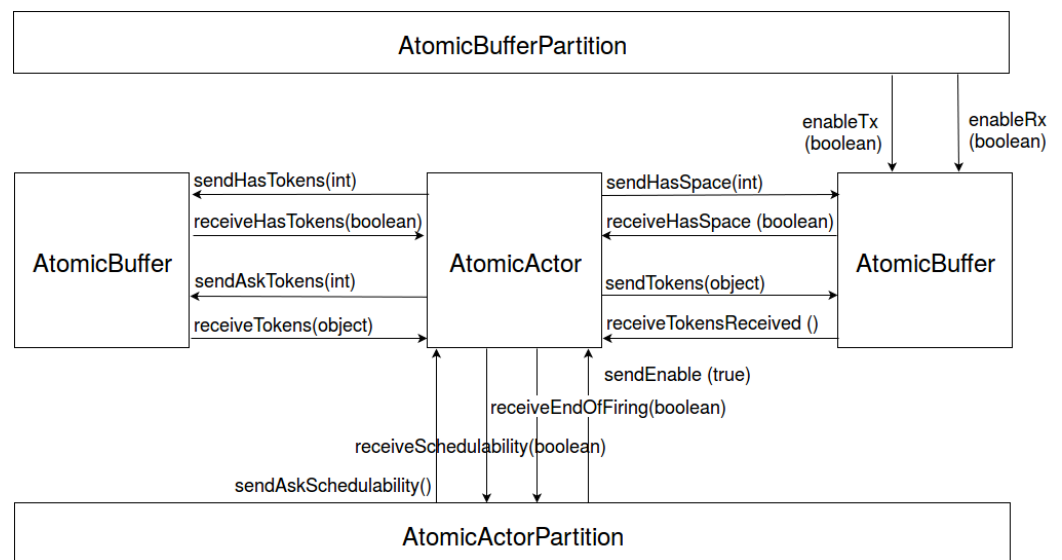 AtomicBufferPartition
enableTx
(boolean)
enableRx
(boolean)
sendHasTokens(int)
sendHasSpace(int)
receiveHasTokens(boolean)
receiveHasSpace (boolean)
AtomicBuffer
AtomicActor
AtomicBuffer
sendAskTokens(int)
sendTokens(object)
receiveTokens(object)
receiveTokensReceived ()
sendEnable (true)
receiveEndOfFiring(boolean)
receiveSchedulability(boolean)
sendAskSchedulability()
AtomicActorPartition